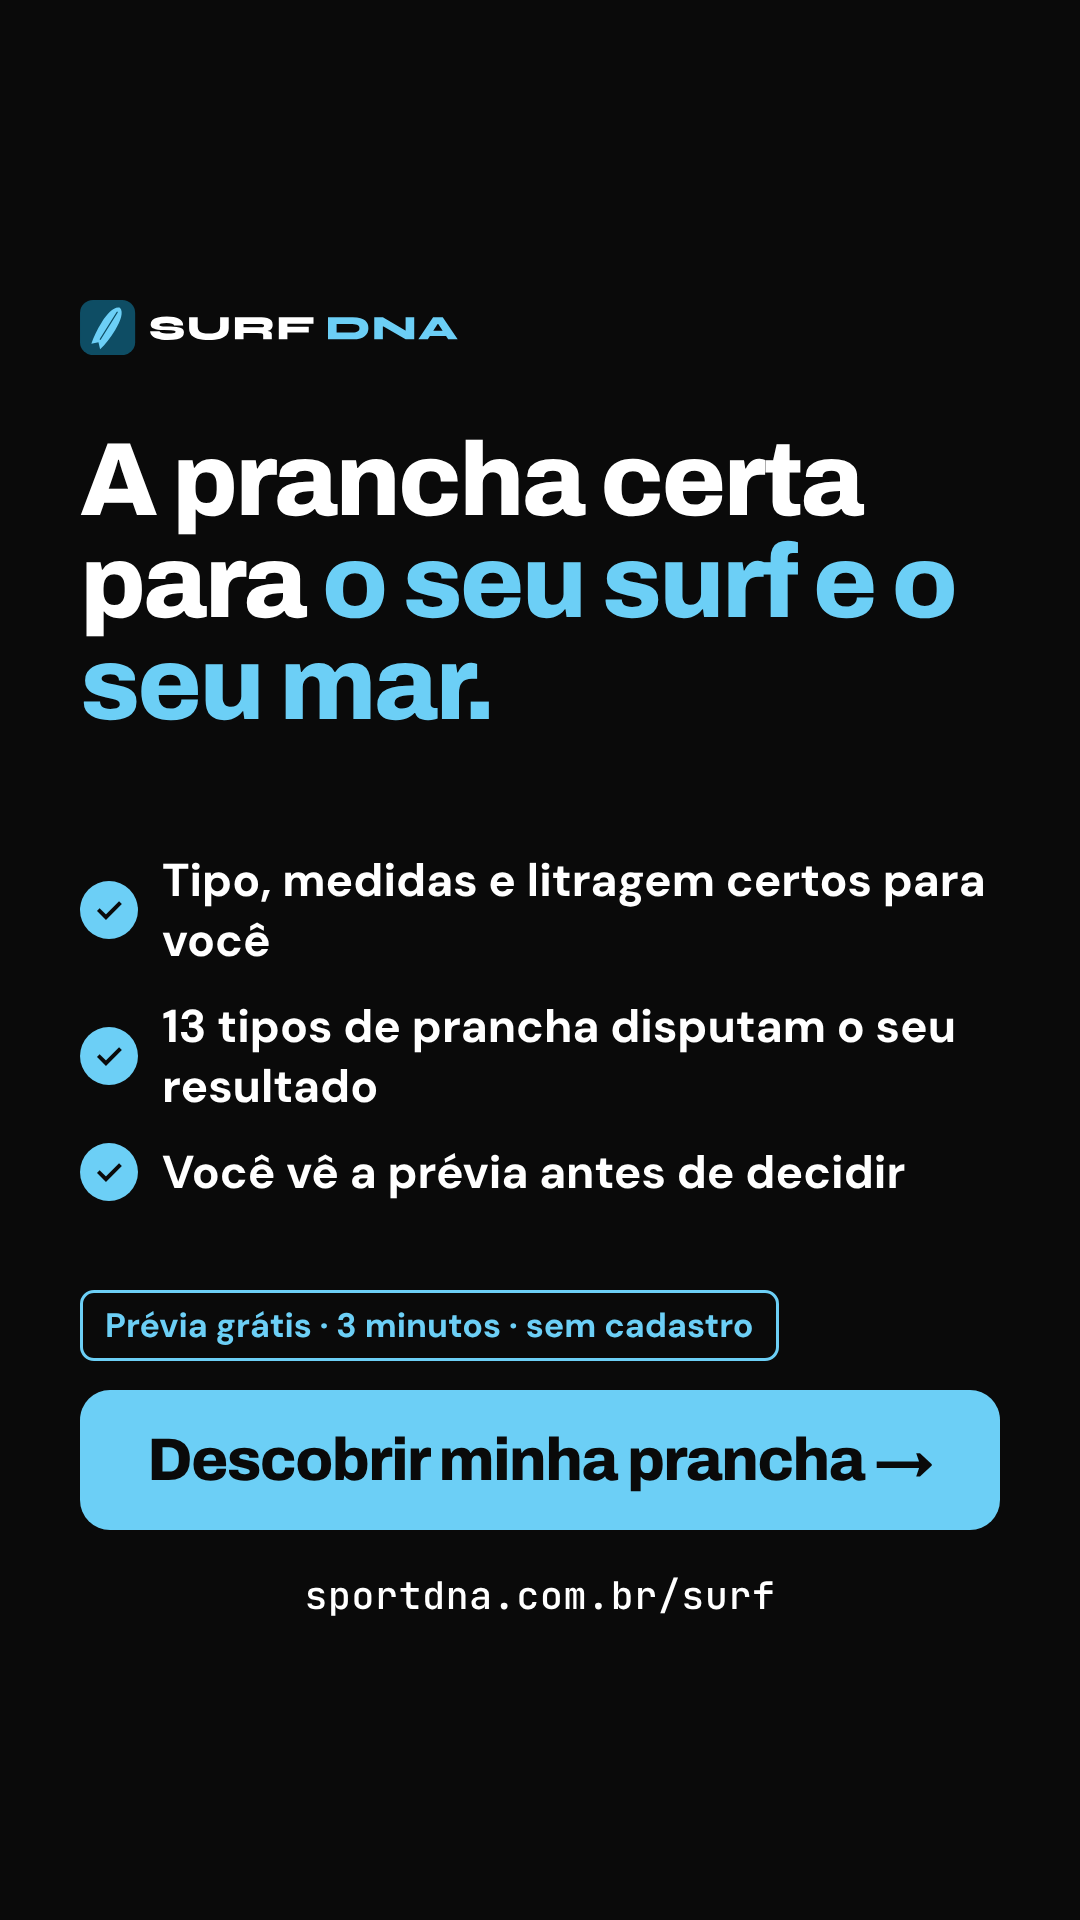 SURF DNA
A prancha certa
para o seu surf e o
seu mar.
Tipo, medidas e litragem certos para
você
13 tipos de prancha disputam o seu
resultado
Você vê a prévia antes de decidir
Prévia grátis · 3 minutos · sem cadastro
Descobrir minha prancha →
sportdna.com.br/surf